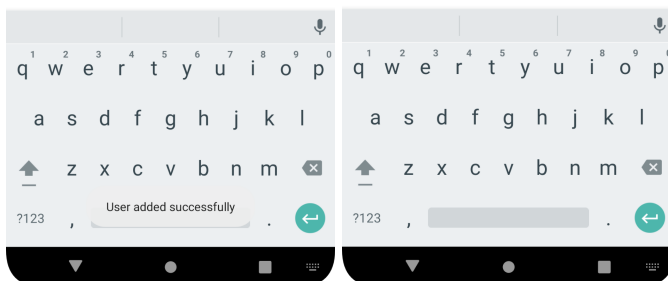 1 2 3 4 5 6 7 8 9 0
q w e r t y u i o p
a s d f g h j k l
z x c v b n m
User added successfully
?123 , .
1 2 3 4 5 6 7 8 9
q w e r t y u i o p
a s d f g h j k l
z x c v b n m
?123 , .